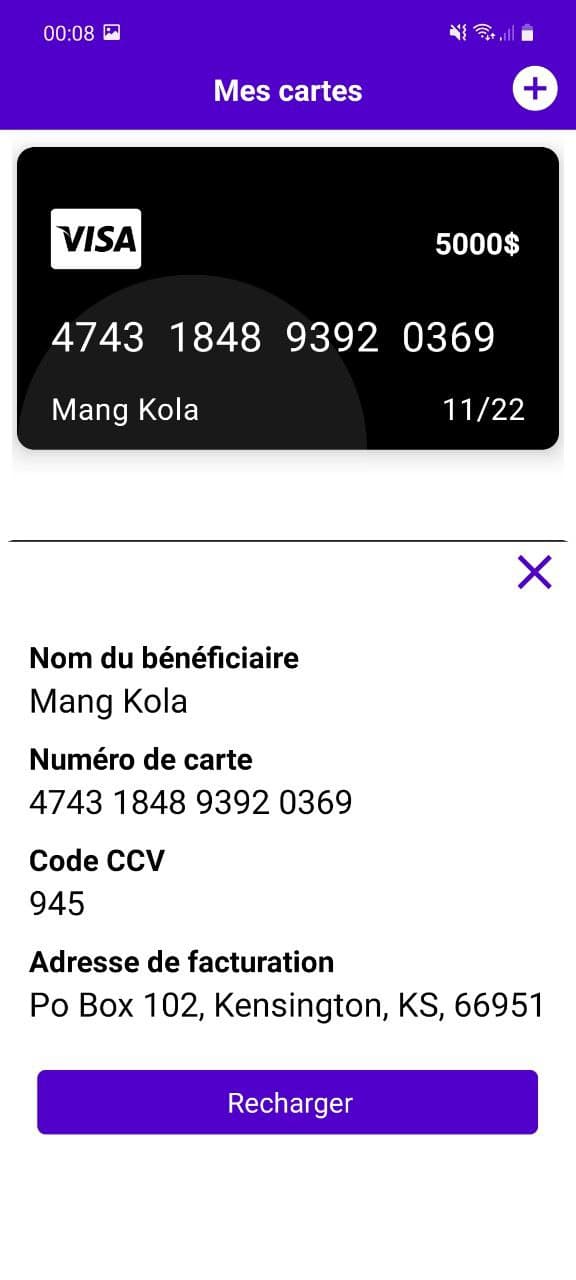 00:08
Mes cartes
VISA
5000$
4743 1848 9392 0369
Mang Kola
11/22
Nom du bénéficiaire
Mang Kola
Numéro de carte
4743 1848 9392 0369
Code CCV
945
Adresse de facturation
Po Box 102, Kensington, KS, 66951
Recharger